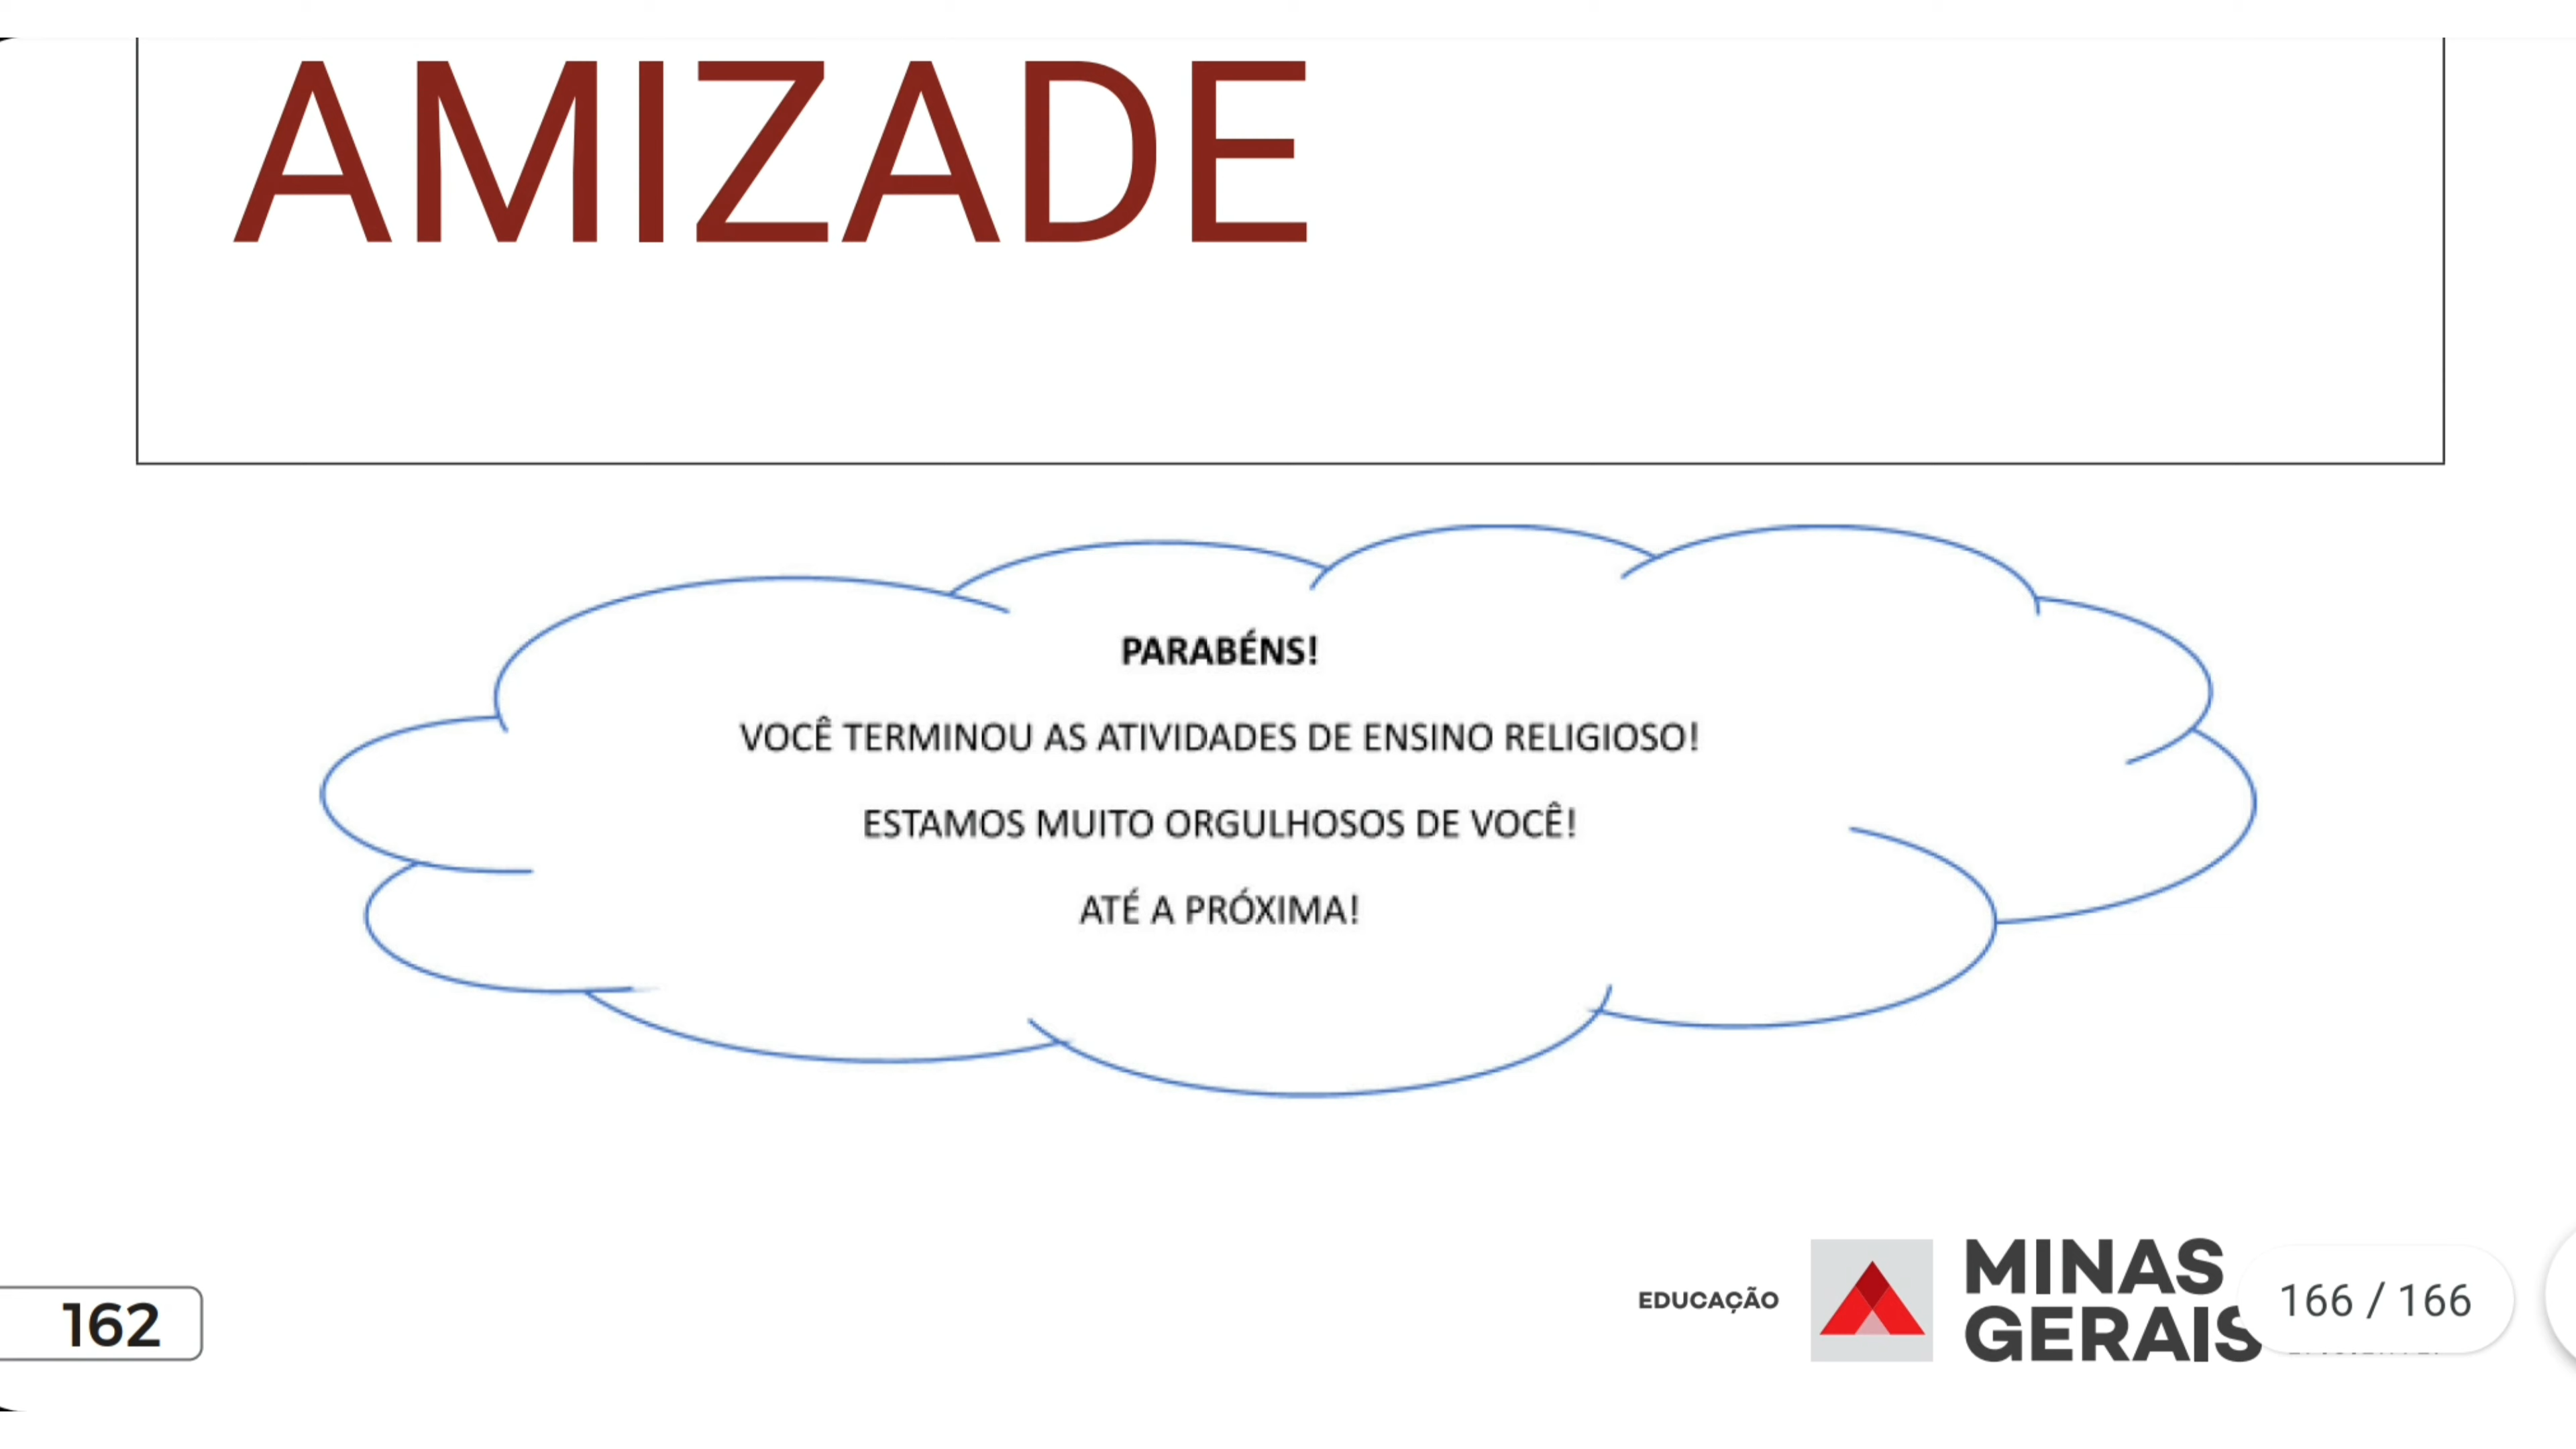 AMIZADE
PARABÉNS!
VOCÊ TERMINOU AS ATIVIDADES DE ENSINO RELIGIOSO!
ESTAMOS MUITO ORGULHOSOS DE VOCÊ!
ATÉ A PRÓXIMA!
162
EDUCAÇÃO
MINAS
GERAIS
166 / 166